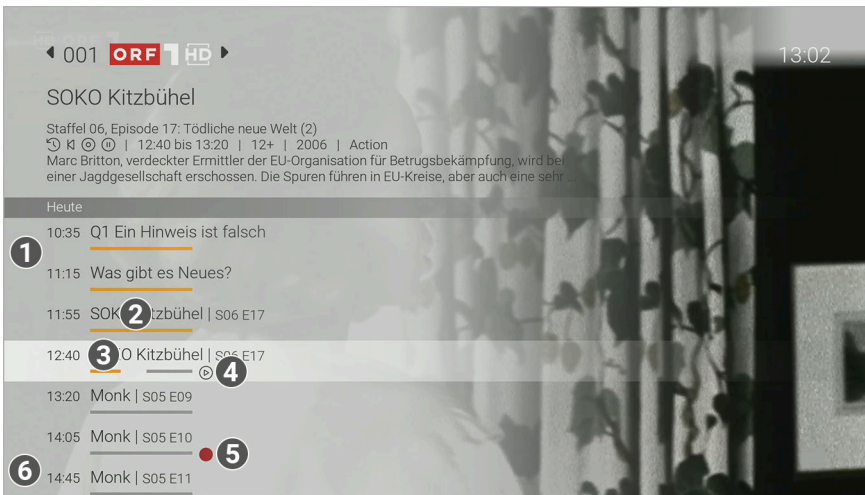 001 ORF 1 HD
13:02
SOKO Kitzbühel
Staffel 06, Episode 17: Tödliche neue Welt (2)
| 12:40 bis 13:20 | 12+ | 2006 | Action
Marc Britton, verdeckter Ermittler der EU-Organisation für Betrugsbekämpfung, wird bei
einer Jagdgesellschaft erschossen. Die Spuren führen in EU-Kreise, aber auch eine sehr ...
Heute
10:35 Q1 Ein Hinweis ist falsch
1
11:15 Was gibt es Neues?
11:55 SOK 2 tzbühel | S06 E17
12:40 3 O Kitzbühel | S06 E17
4
13:20 Monk | S05 E09
14:05 Monk | S05 E10
5
6 14:45 Monk | S05 E11